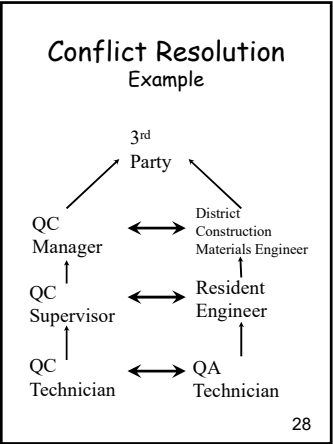 Conflict Resolution
Example
3rd
Party
QC
Manager
District
Construction
Materials Engineer
QC
Supervisor
Resident
Engineer
QC
Technician
QA
Technician
28